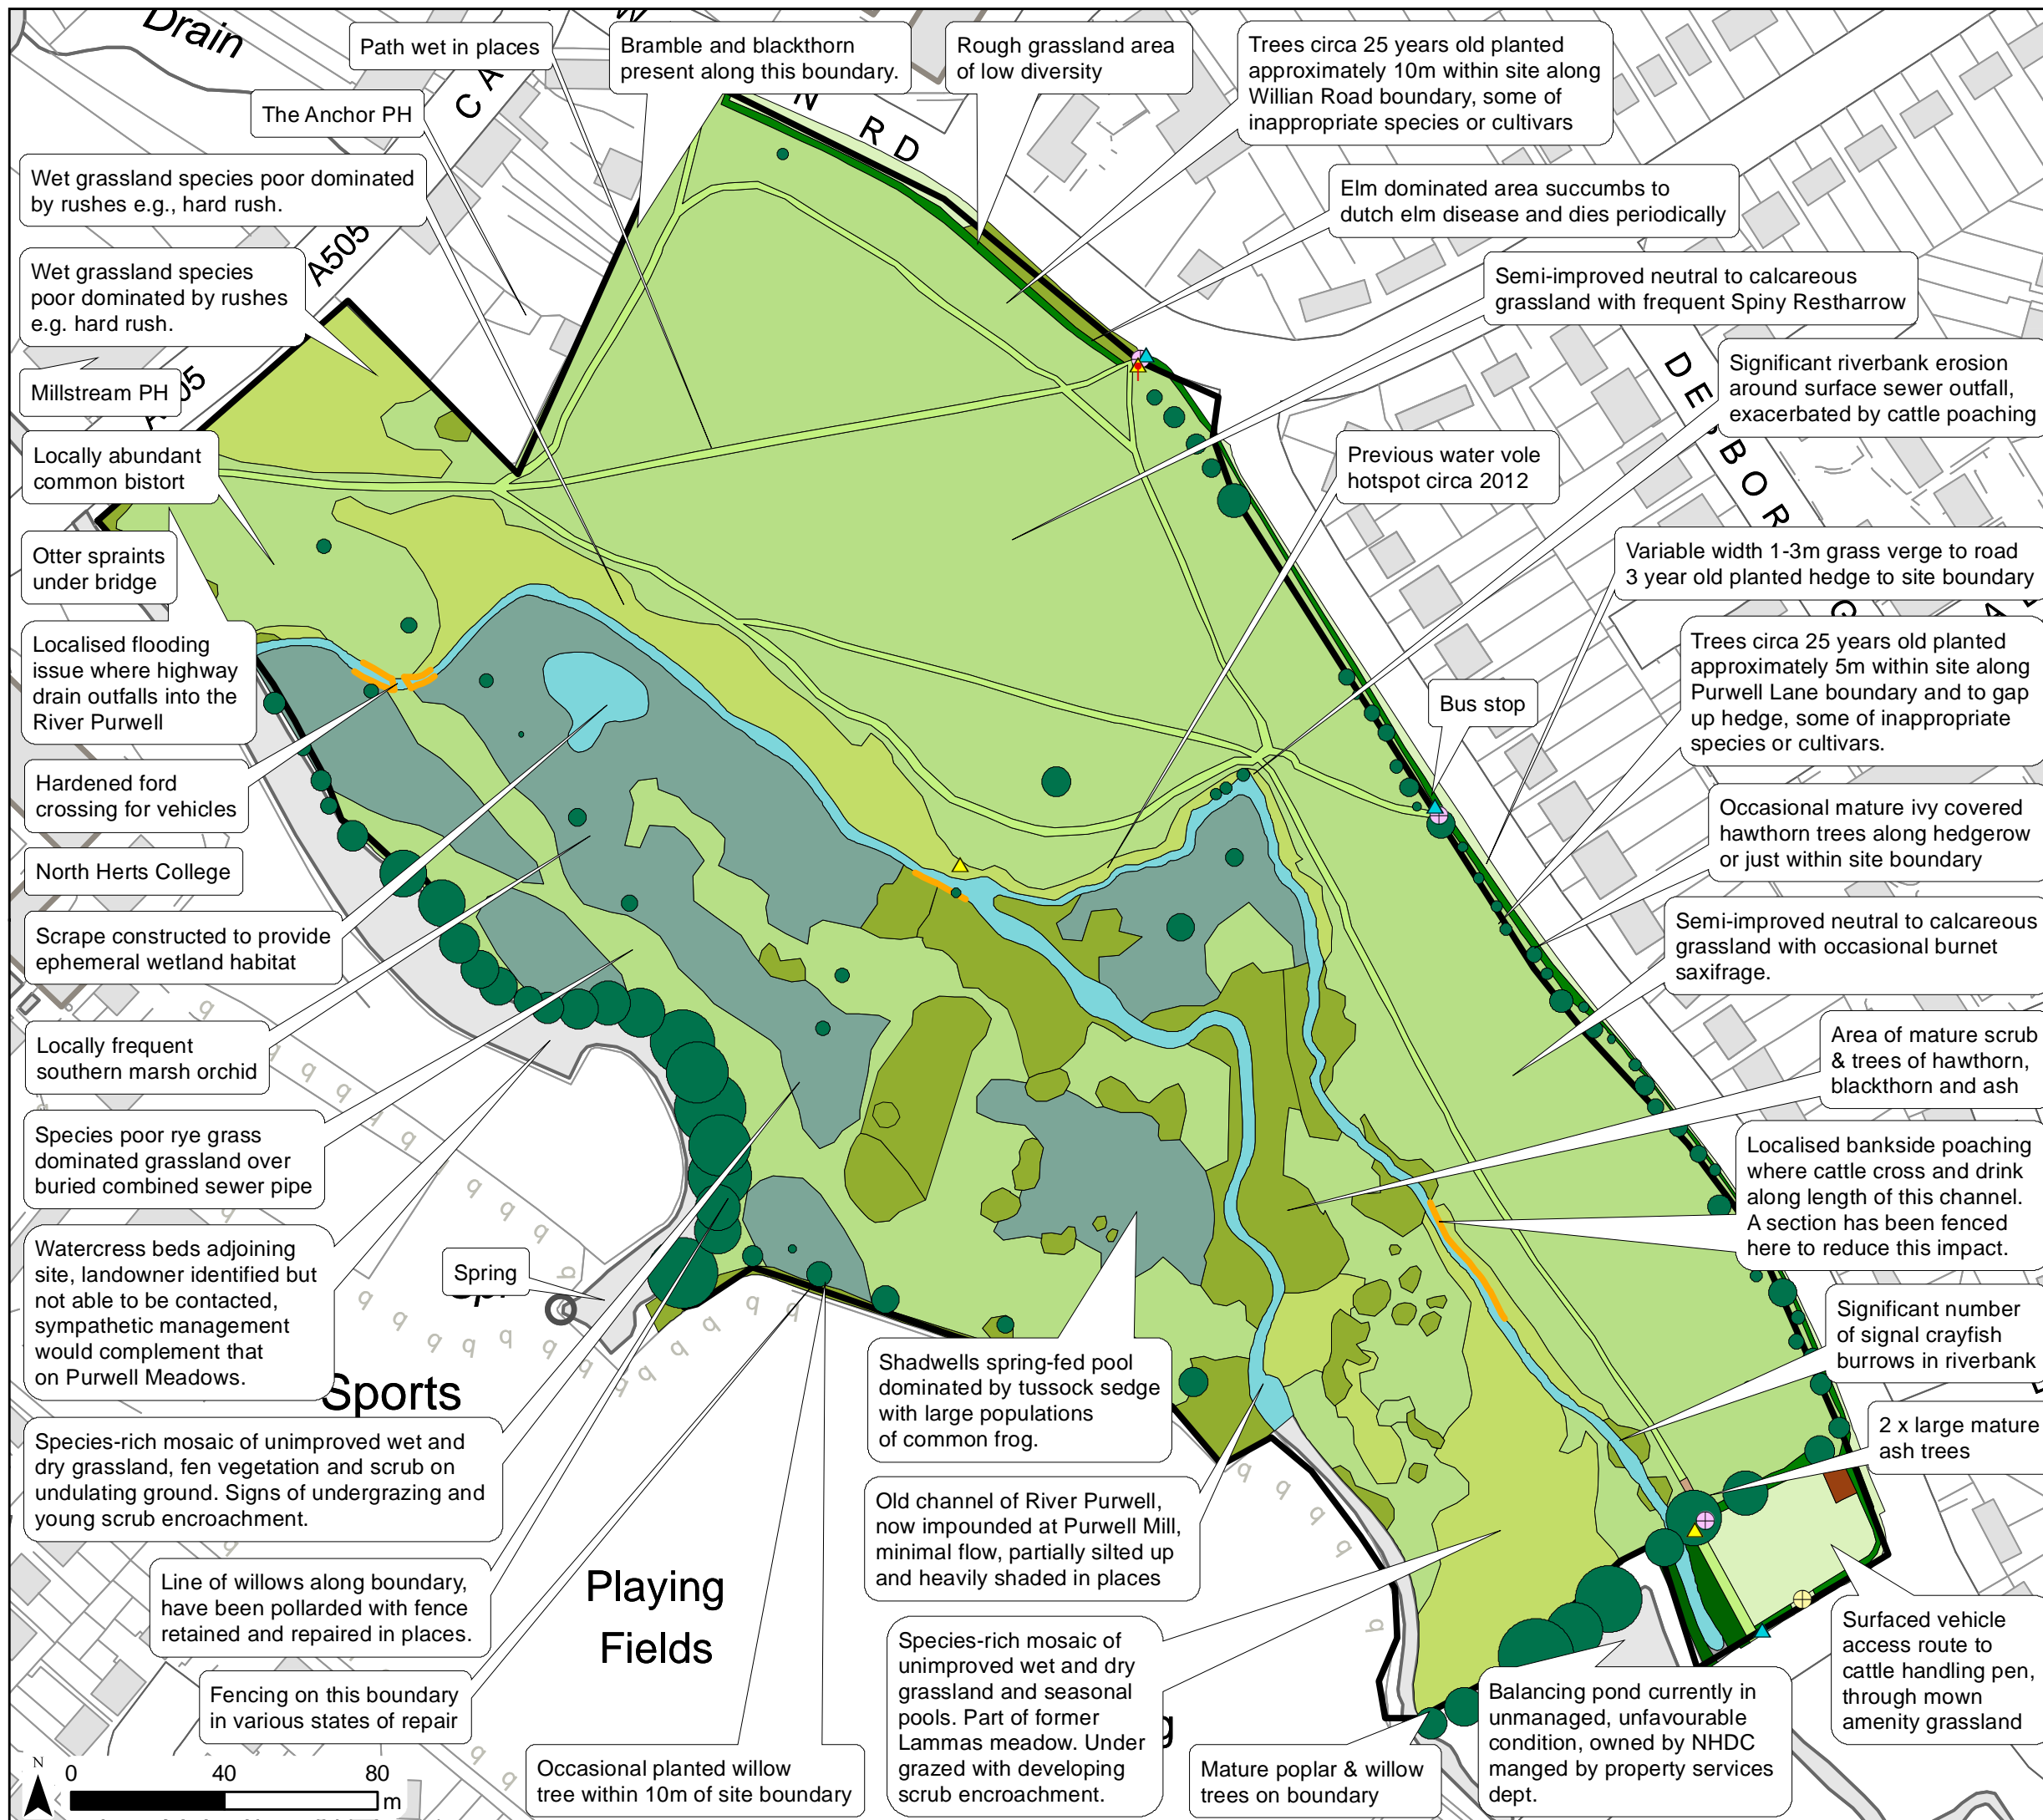 Drain
Path wet in places
Bramble and blackthorn
present along this boundary.
Rough grassland area
of low diversity
Trees circa 25 years old planted
approximately 10m within site along
Willian Road boundary, some of
inappropriate species or cultivars
CA
W
N RD
The Anchor PH
Wet grassland species poor dominated
by rushes e.g., hard rush.
Elm dominated area succumbs to
dutch elm disease and dies periodically
A505
Wet grassland species
poor dominated by rushes
e.g. hard rush.
Semi-improved neutral to calcareous
grassland with frequent Spiny Restharrow
Millstream PH
Significant riverbank erosion
around surface sewer outfall,
exacerbated by cattle poaching
Locally abundant
common bistort
Previous water vole
hotspot circa 2012
Otter spraints
under bridge
Variable width 1-3m grass verge to road
3 year old planted hedge to site boundary
Localised flooding
issue where highway
drain outfalls into the
River Purwell
Trees circa 25 years old planted
approximately 5m within site along
Purwell Lane boundary and to gap
up hedge, some of inappropriate
species or cultivars.
Bus stop
Hardened ford
crossing for vehicles
Occasional mature ivy covered
hawthorn trees along hedgerow
or just within site boundary
North Herts College
Scrape constructed to provide
ephemeral wetland habitat
Semi-improved neutral to calcareous
grassland with occasional burnet
saxifrage.
Locally frequent
southern marsh orchid
Area of mature scrub
& trees of hawthorn,
blackthorn and ash
Species poor rye grass
dominated grassland over
buried combined sewer pipe
Localised bankside poaching
where cattle cross and drink
along length of this channel.
A section has been fenced
here to reduce this impact.
Watercress beds adjoining
site, landowner identified but
not able to be contacted,
sympathetic management
would complement that
on Purwell Meadows.
Spring
Significant number
of signal crayfish
burrows in riverbank
Shadwells spring-fed pool
dominated by tussock sedge
with large populations
of common frog.
Sports
2 x large mature
ash trees
Species-rich mosaic of unimproved wet and
dry grassland, fen vegetation and scrub on
undulating ground. Signs of undergrazing and
young scrub encroachment.
Old channel of River Purwell,
now impounded at Purwell Mill,
minimal flow, partially silted up
and heavily shaded in places
Line of willows along boundary,
have been pollarded with fence
retained and repaired in places.
Playing
Fields
Species-rich mosaic of
unimproved wet and dry
grassland and seasonal
pools. Part of former
Lammas meadow. Under
grazed with developing
scrub encroachment.
Surfaced vehicle
access route to
cattle handling pen,
through mown
amenity grassland
Fencing on this boundary
in various states of repair
Balancing pond currently in
unmanaged, unfavourable
condition, owned by NHDC
manged by property services
dept.
Occasional planted willow
tree within 10m of site boundary
Mature poplar & willow
trees on boundary
N
0 40 80
m